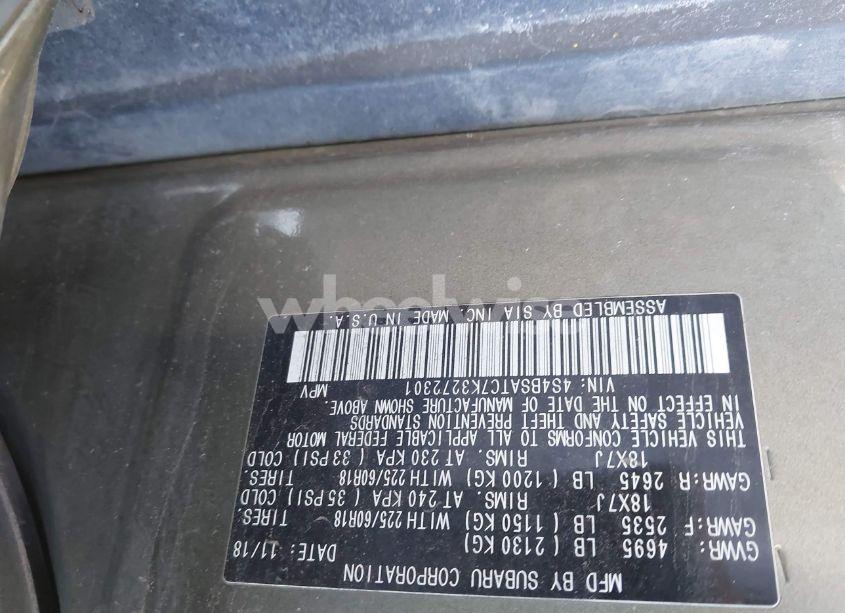 MFD BY SUBARU CORPORATION
GVWR: DATE: 11/18
4695 LB ( 2130 KG)
GAWR:F TIRES.
2535 LB ( 1150 KG) WITH 225/60R18
18X7J RIMS. AT 240 KPA ( 35 PSI) COLD
GAWR:R 2645 LB ( 1200 KG) WITH 225/60R18 TIRES.
18X7J RIMS. AT 230 KPA ( 33 PSI) COLD
THIS VEHICLE CONFORMS TO ALL APPLICABLE FEDERAL MOTOR
VEHICLE SAFETY AND THEFT PREVENTION STANDARDS
IN EFFECT ON THE DATE OF MANUFACTURE SHOWN ABOVE.
VIN: 4S4BSATC7K3272301 MPV
ASSEMBLED BY SIA INC. MADE IN U.S.A.
wheelwise